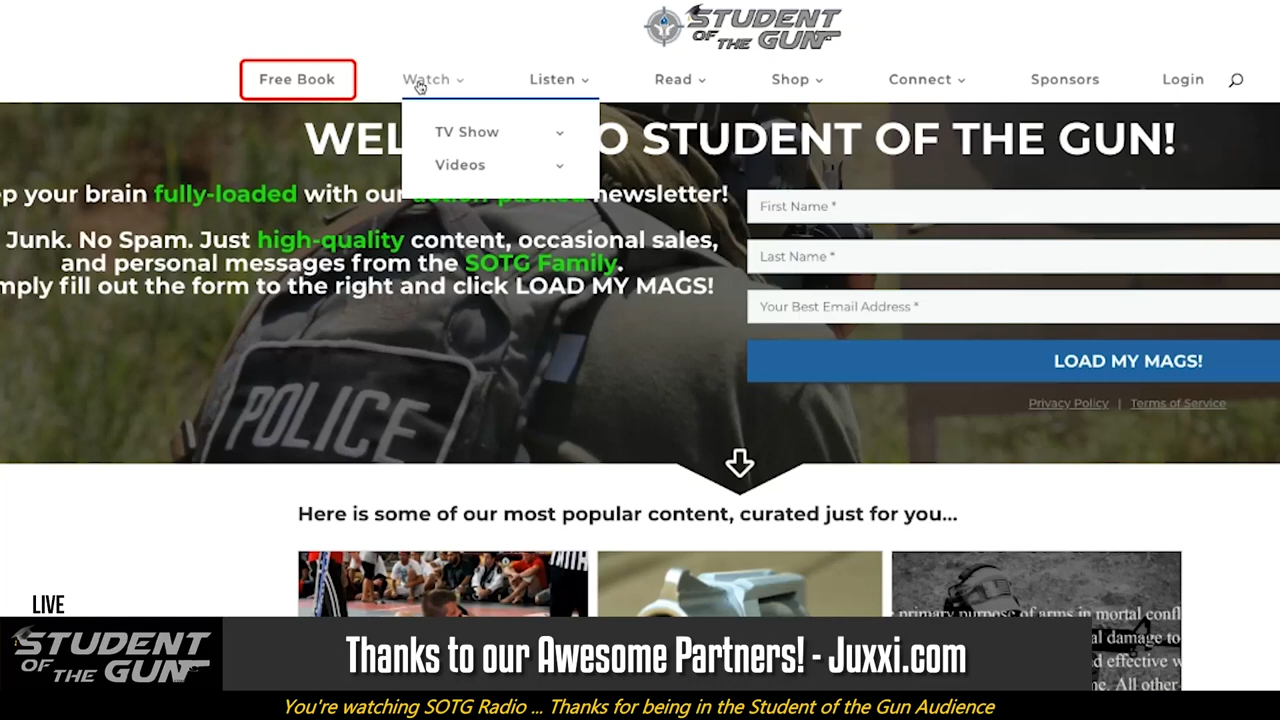 STUDENT
OF THE GUN
Free Book
Watch
Listen
Read
Shop
Connect
Sponsors
Login
TV Show
Videos
WEL O STUDENT OF THE GUN!
ep your brain fully-loaded with our action-packed newsletter!
Junk. No Spam. Just high-quality content, occasional sales,
and personal messages from the SOTG Family.
mply fill out the form to the right and click LOAD MY MAGS!
First Name *
Last Name *
Your Best Email Address *
LOAD MY MAGS!
Privacy Policy | Terms of Service
POLICE
Here is some of our most popular content, curated just for you...
primary purpose of arms in mortal confl
al damage to
d effective w
me. All other
LIVE
STUDENT
OF THE GUN
Thanks to our Awesome Partners! - Juxxi.com
You're watching SOTG Radio ... Thanks for being in the Student of the Gun Audience